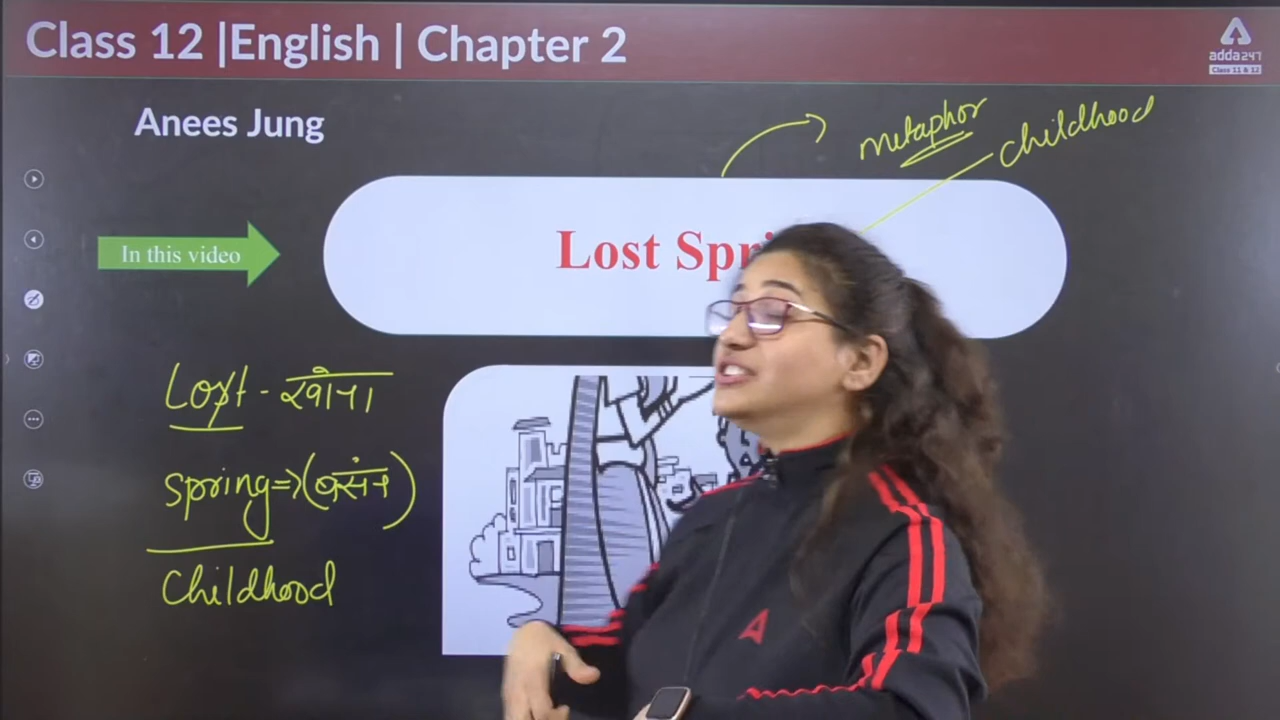 Class 12 |English | Chapter 2
adda247
Class 11 & 12
Anees Jung
metaphor
childhood
In this video
Lost Spri
Lost - खोना
spring => (बसंत)
Childhood